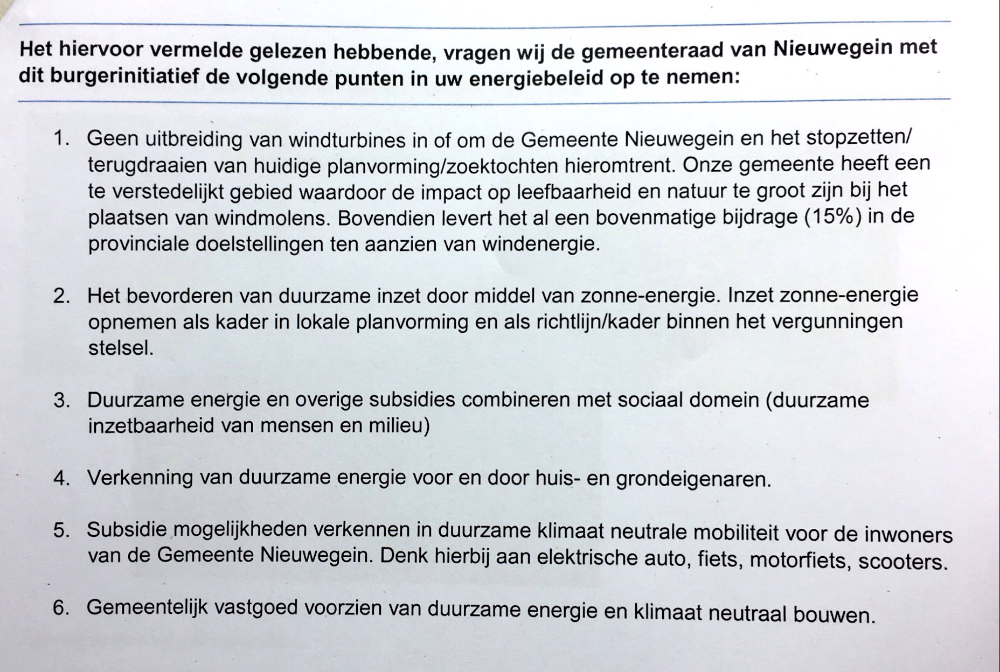 Het hiervoor vermelde gelezen hebbende, vragen wij de gemeenteraad van Nieuwegein met
dit burgerinitiatief de volgende punten in uw energiebeleid op te nemen:
1. Geen uitbreiding van windturbines in of om de Gemeente Nieuwegein en het stopzetten/
terugdraaien van huidige planvorming/zoektochten hieromtrent. Onze gemeente heeft een
te verstedelijkt gebied waardoor de impact op leefbaarheid en natuur te groot zijn bij het
plaatsen van windmolens. Bovendien levert het al een bovenmatige bijdrage (15%) in de
provinciale doelstellingen ten aanzien van windenergie.
2. Het bevorderen van duurzame inzet door middel van zonne-energie. Inzet zonne-energie
opnemen als kader in lokale planvorming en als richtlijn/kader binnen het vergunningen
stelsel.
3. Duurzame energie en overige subsidies combineren met sociaal domein (duurzame
inzetbaarheid van mensen en milieu)
4. Verkenning van duurzame energie voor en door huis- en grondeigenaren.
5. Subsidie mogelijkheden verkennen in duurzame klimaat neutrale mobiliteit voor de inwoners
van de Gemeente Nieuwegein. Denk hierbij aan elektrische auto, fiets, motorfiets, scooters.
6. Gemeentelijk vastgoed voorzien van duurzame energie en klimaat neutraal bouwen.